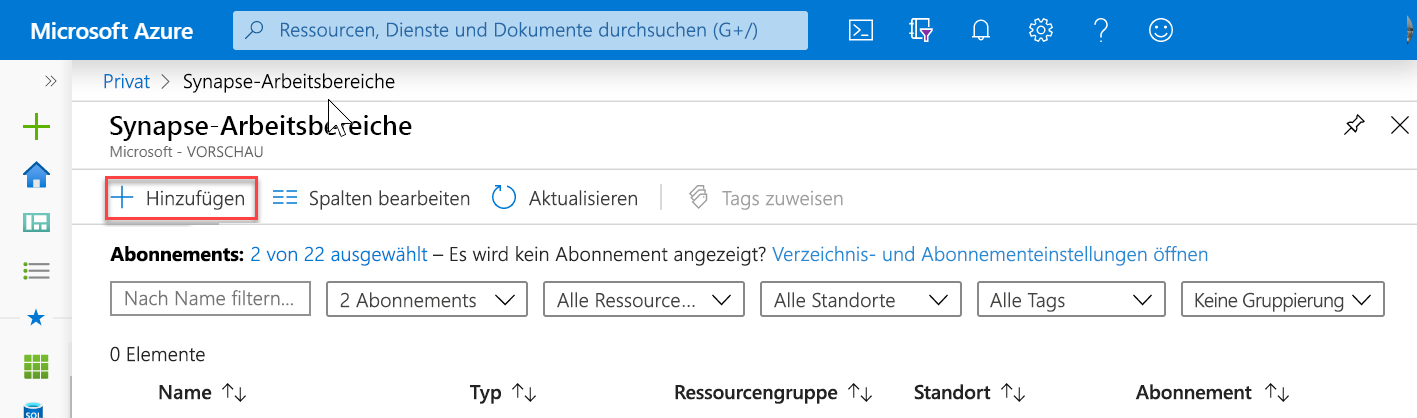 Microsoft Azure Ressourcen, Dienste und Dokumente durchsuchen (G+/)
Privat > Synapse-Arbeitsbereiche
Synapse-Arbeitsbereiche
Microsoft - VORSCHAU
Hinzufügen Spalten bearbeiten Aktualisieren Tags zuweisen
Abonnements: 2 von 22 ausgewählt – Es wird kein Abonnement angezeigt? Verzeichnis- und Abonnementeinstellungen öffnen
Nach Name filtern... 2 Abonnements Alle Ressource... Alle Standorte Alle Tags Keine Gruppierung
0 Elemente
Name Typ Ressourcengruppe Standort Abonnement
SQL